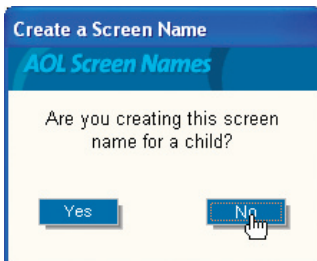 Create a Screen Name
AOL Screen Names
Are you creating this screen
name for a child?
Yes No